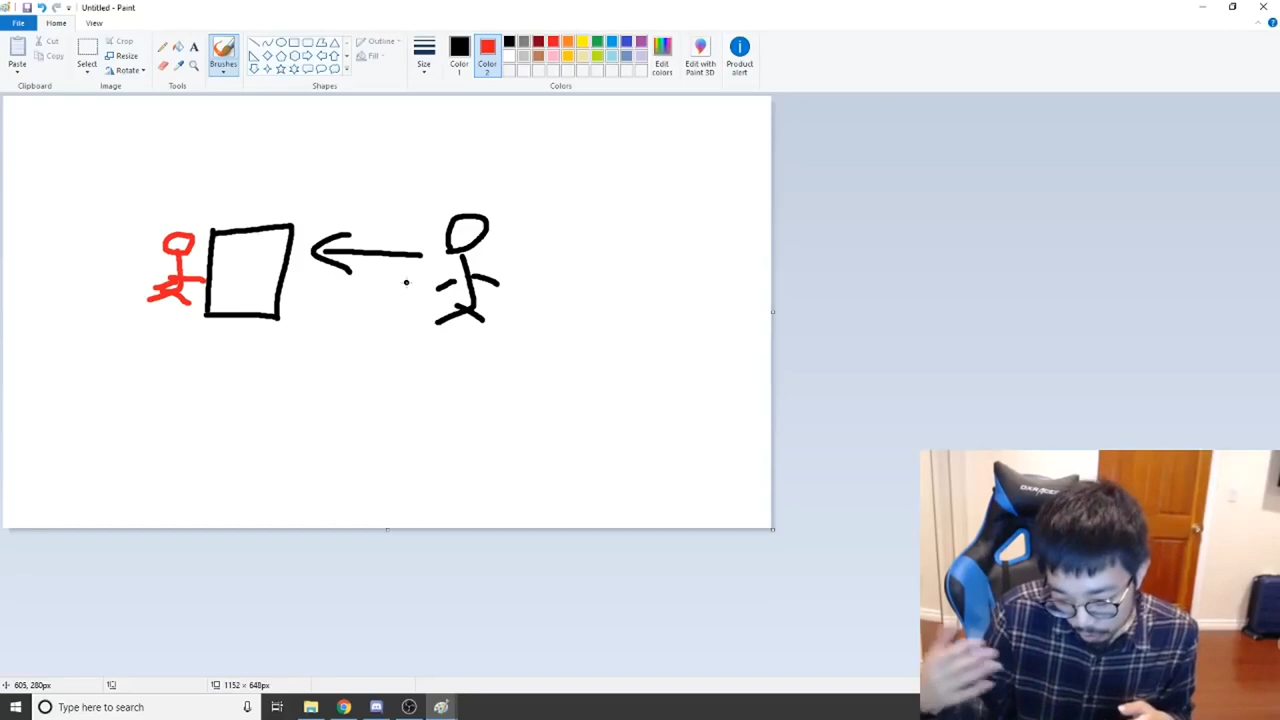 Untitled - Paint
File Home View
Paste
Cut
Copy
Clipboard
Select
Crop
Resize
Rotate
Image
Tools
Brushes
Shapes
Outline
Fill
Size
Color 1
Color 2
Edit colors
Colors
Edit with Paint 3D
Product alert
DXRACER
605, 280px
1152 × 648px
Type here to search